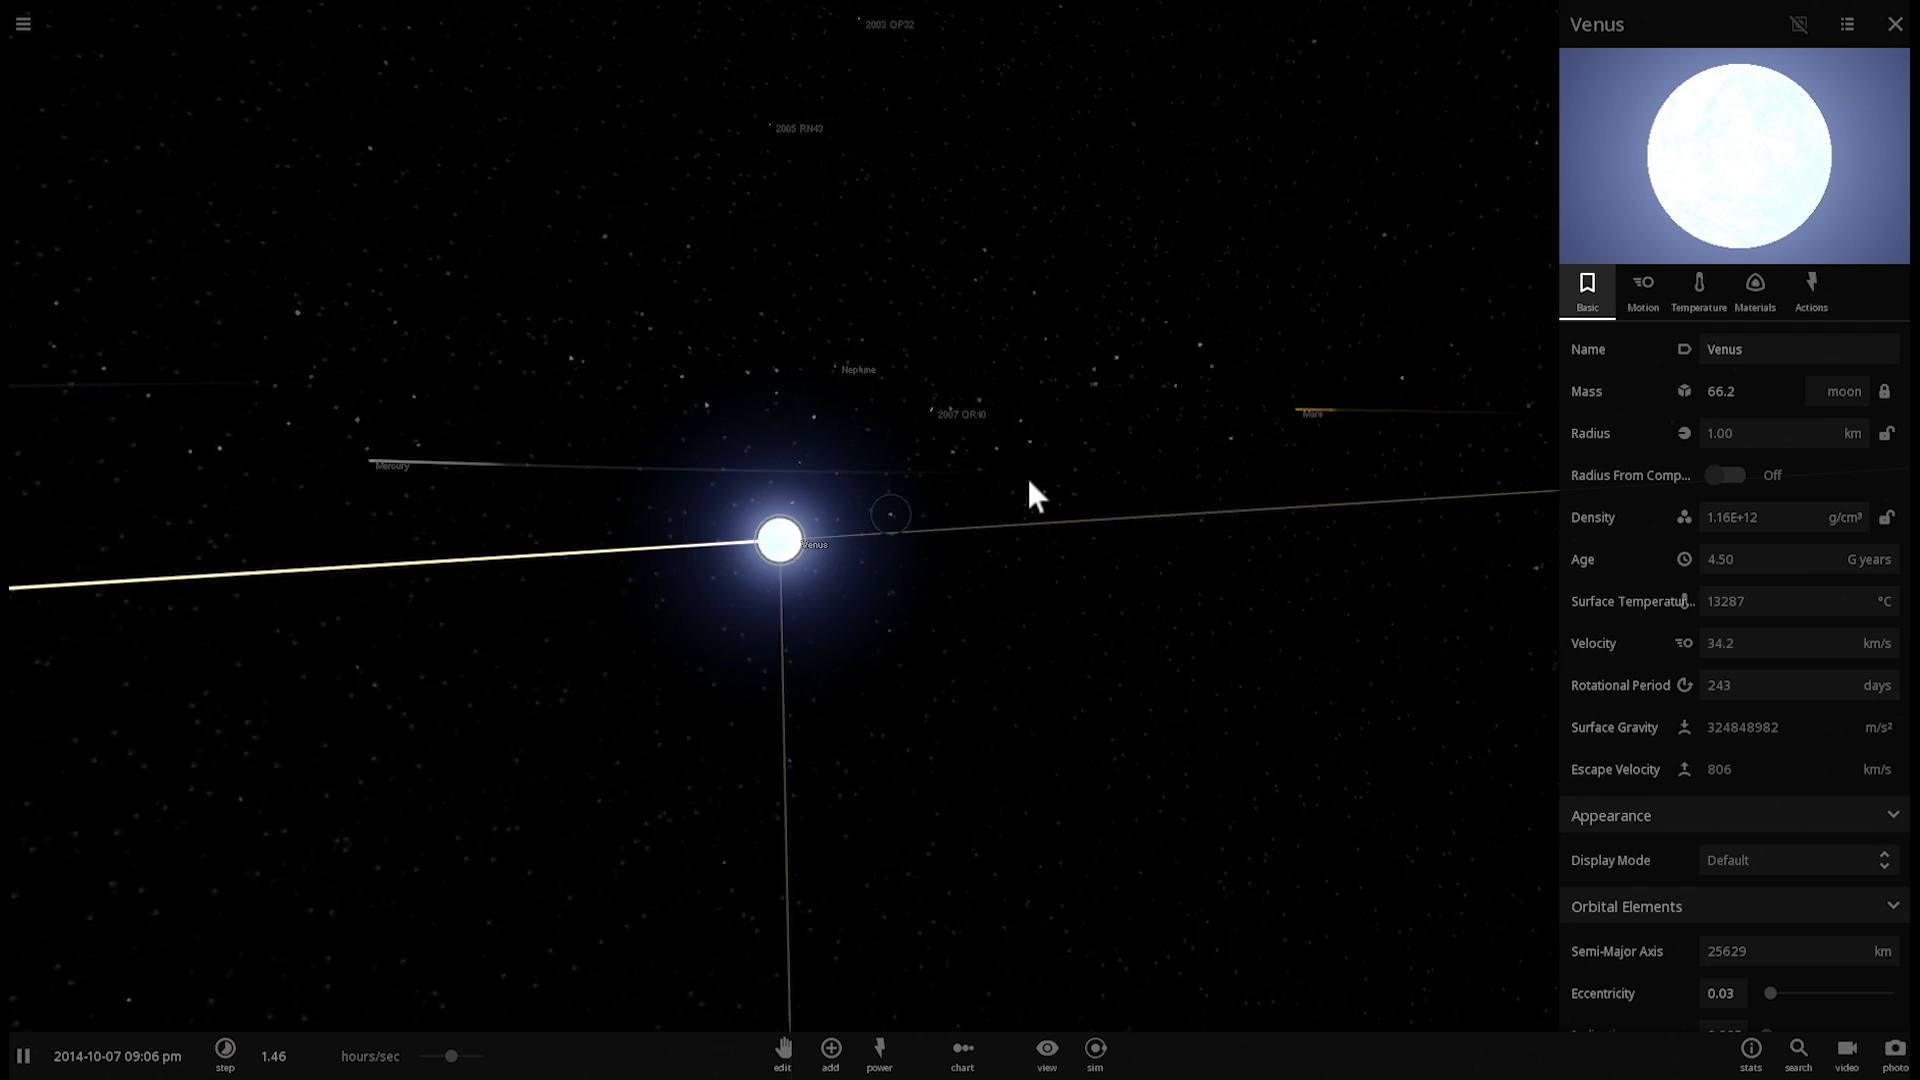 2003 OP32
Venus
2005 RN43
Basic
Motion
Temperature
Materials
Actions
Name
Venus
Mass
66.2
moon
Neptune
2007 OR10
Mars
Radius
1.00
km
Mercury
Radius From Comp...
Off
Density
1.16E+12
g/cm³
Venus
Age
4.50
G years
Surface Temperatur...
13287
°C
Velocity
34.2
km/s
Rotational Period
243
days
Surface Gravity
324848982
m/s²
Escape Velocity
806
km/s
Appearance
Display Mode
Default
Orbital Elements
Semi-Major Axis
25629
km
Eccentricity
0.03
2014-10-07 09:06 pm
step
1.46
hours/sec
edit
add
power
chart
view
sim
stats
search
video
photo